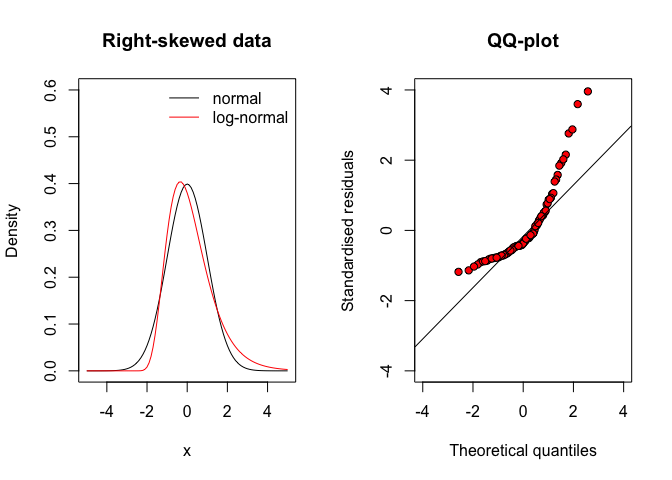 Right-skewed data
normal
log-normal
Density
0.0 0.1 0.2 0.3 0.4 0.5 0.6
-4 -2 0 2 4
x
QQ-plot
Standardised residuals
-4 -2 0 2 4
-4 -2 0 2 4
Theoretical quantiles